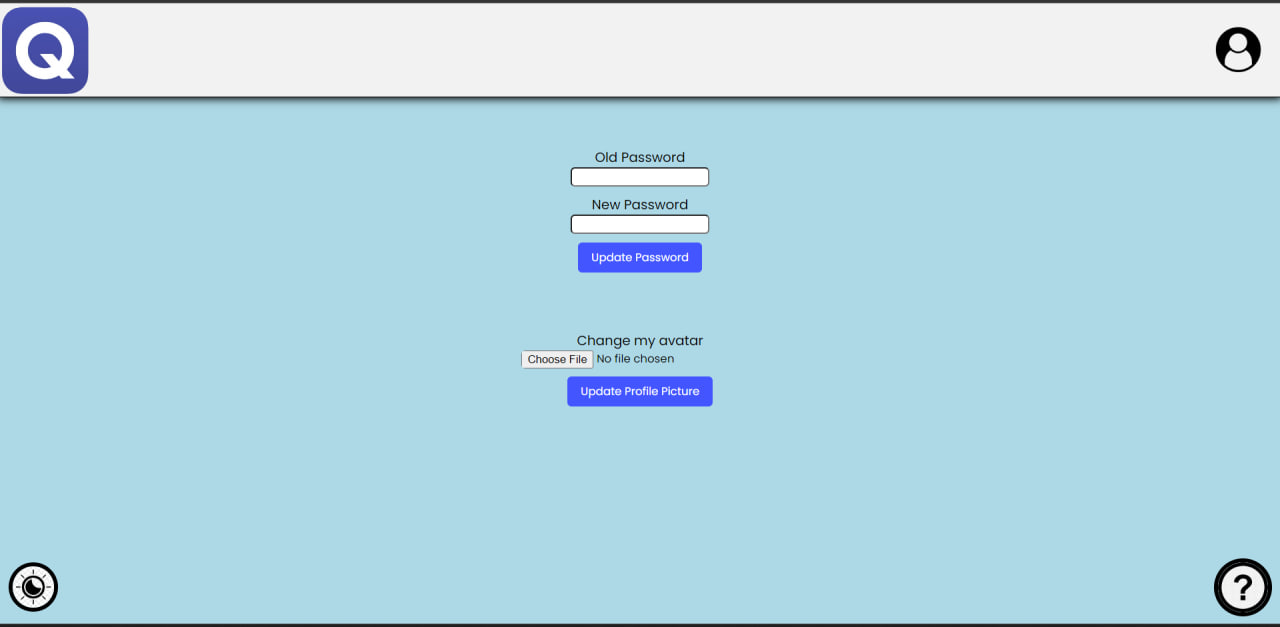 Q
Old Password
New Password
Update Password
Change my avatar
Choose File No file chosen
Update Profile Picture
?